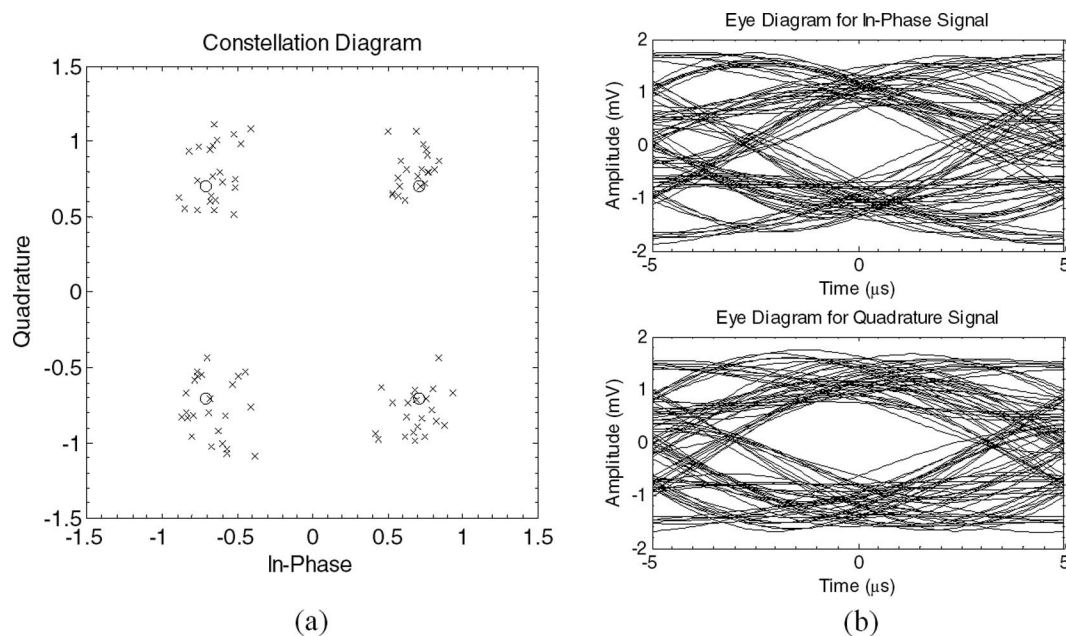 Constellation Diagram
1.5
1
0.5
0
-0.5
-1
-1.5
Quadrature
-1.5
-1
-0.5
0
0.5
1
1.5
In-Phase
(a)
Eye Diagram for In-Phase Signal
2
1
0
-1
-2
Amplitude (mV)
-5
0
5
Time (μs)
Eye Diagram for Quadrature Signal
2
1
0
-1
-2
Amplitude (mV)
-5
0
5
Time (μs)
(b)